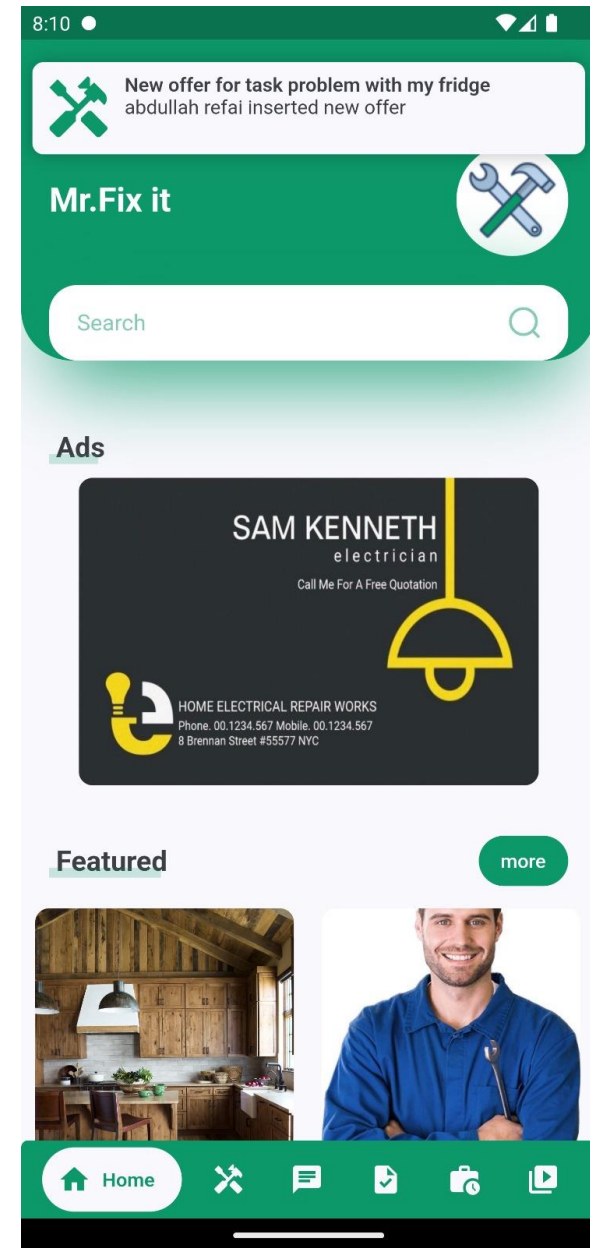 8:10
New offer for task problem with my fridge
abdullah refai inserted new offer
Mr.Fix it
Search
Ads
SAM KENNETH
electrician
Call Me For A Free Quotation
HOME ELECTRICAL REPAIR WORKS
Phone. 00.1234.567 Mobile. 00.1234.567
8 Brennan Street #55577 NYC
Featured
more
Home